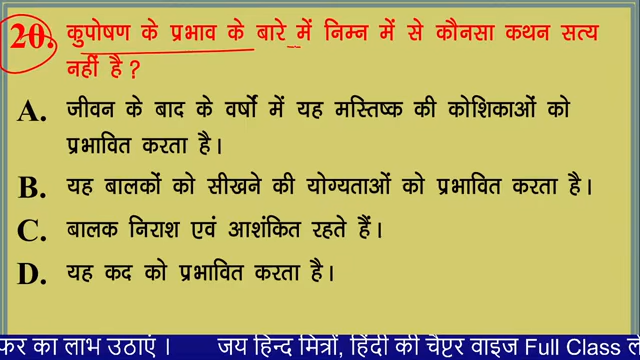 20. कुपोषण के प्रभाव के बारे में निम्न में से कौनसा कथन सत्य
नहीं है?
A. जीवन के बाद के वर्षों में यह मस्तिष्क की कोशिकाओं को
प्रभावित करता है।
B. यह बालकों को सीखने की योग्यताओं को प्रभावित करता है।
C. बालक निराश एवं आशंकित रहते हैं।
D. यह कद को प्रभावित करता है।
फर का लाभ उठाएं । जय हिन्द मित्रों, हिंदी की चैप्टर वाइज Full Class ले